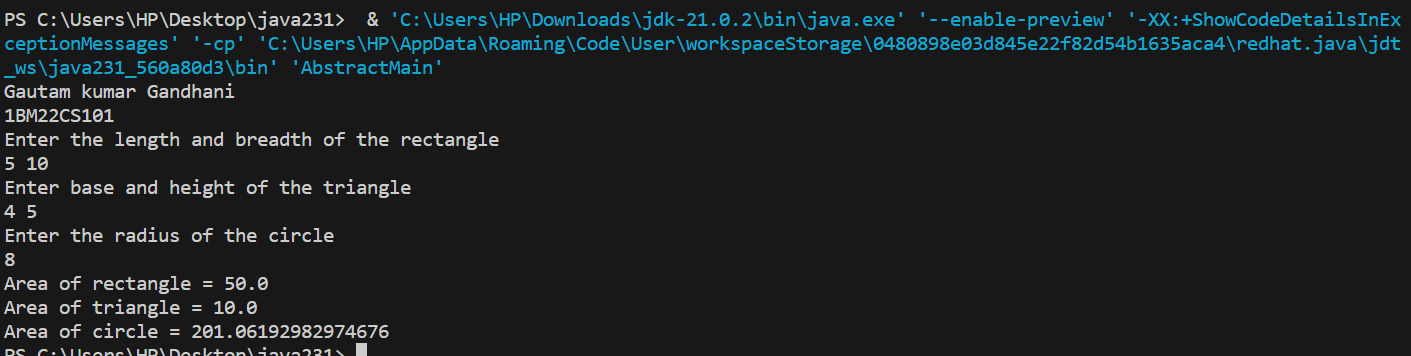 PS C:\Users\HP\Desktop\java231>  & 'C:\Users\HP\Downloads\jdk-21.0.2\bin\java.exe' '--enable-preview' '-XX:+ShowCodeDetailsInEx
ceptionMessages' '-cp' 'C:\Users\HP\AppData\Roaming\Code\User\workspaceStorage\0480898e03d845e22f82d54b1635aca4\redhat.java\jdt
_ws\java231_560a80d3\bin' 'AbstractMain'
Gautam kumar Gandhani
1BM22CS101
Enter the length and breadth of the rectangle
5 10
Enter base and height of the triangle
4 5
Enter the radius of the circle
8
Area of rectangle = 50.0
Area of triangle = 10.0
Area of circle = 201.06192982974676
PS C:\Users\HP\Desktop\java231>